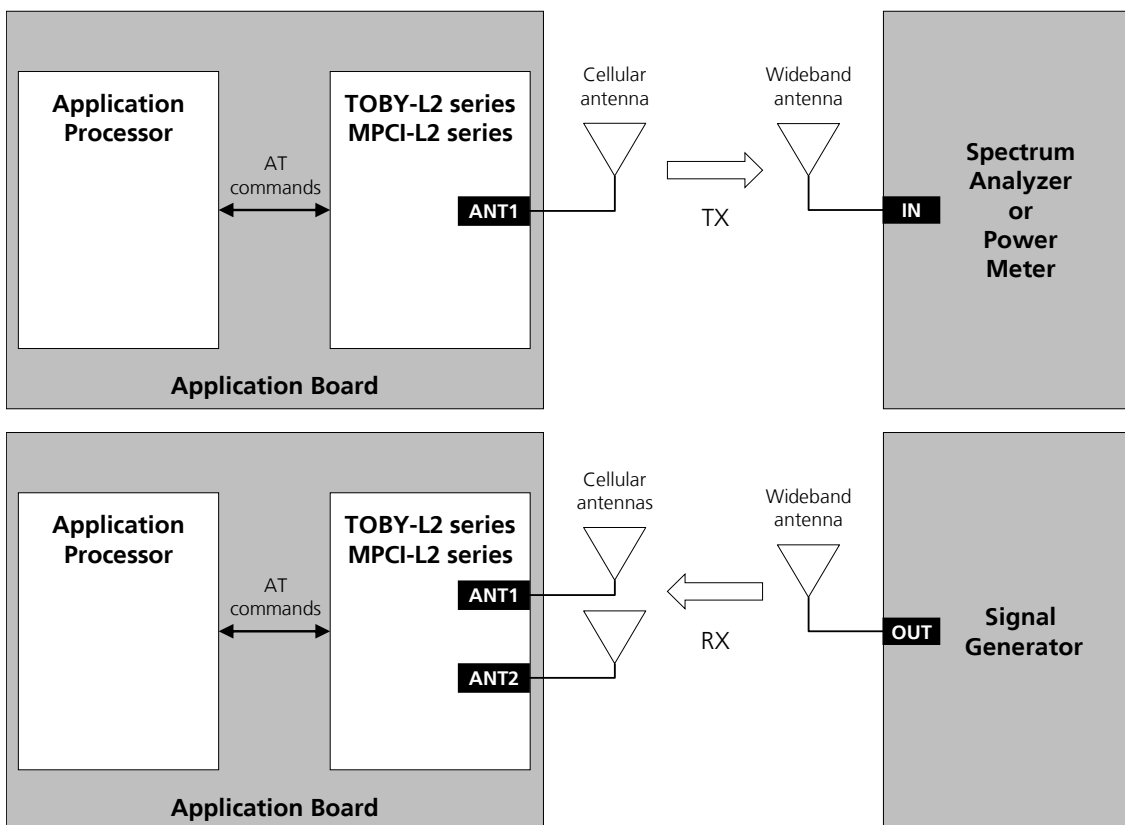 Application
Processor
AT
commands
TOBY-L2 series
MPCI-L2 series
ANT1
Application Board
Cellular
antenna
TX
Wideband
antenna
IN
Spectrum
Analyzer
or
Power
Meter
Application
Processor
AT
commands
TOBY-L2 series
MPCI-L2 series
ANT1
ANT2
Application Board
Cellular
antennas
RX
Wideband
antenna
OUT
Signal
Generator